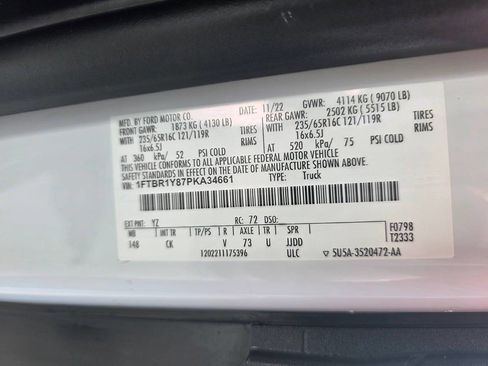 MFD. BY FORD MOTOR CO. DATE: 11/22 GVWR: 4114 KG ( 9070 LB)
FRONT GAWR: 1873 KG ( 4130 LB) REAR GAWR: 2502 KG ( 5515 LB)
WITH 235/65R16C 121/119R TIRES WITH 235/65R16C 121/119R TIRES
16x6.5J RIMS 16x6.5J RIMS
AT 360 kPa/ 52 PSI COLD AT 520 kPa/ 75 PSI COLD
THIS VEHICLE CONFORMS TO ALL APPLICABLE FEDERAL MOTOR VEHICLE
SAFETY STANDARDS IN EFFECT ON THE DATE OF MANUFACTURE SHOWN ABOVE.
VIN: 1FTBR1Y87PKA34661 TYPE: Truck
EXT PNT: YZ RC: 72 DSO:
WB INT TR TP/PS R AXLE TR SPR F0798
148 CK V 73 U JJDD T2333
1202211175396 ULC ▽ 5U5A-3520472-AA